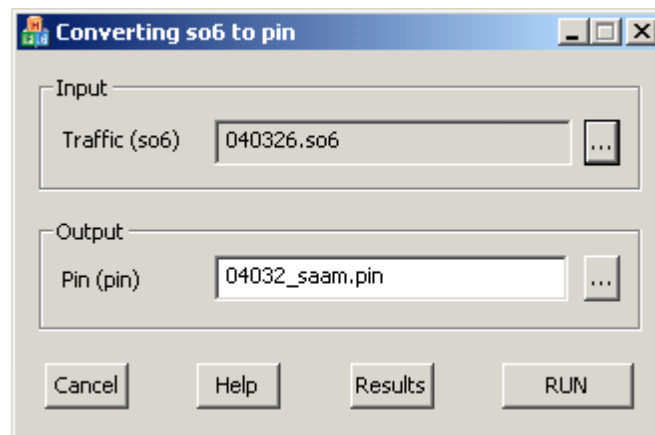 Converting so6 to pin
Input
Traffic (so6) 040326.so6 ...
Output
Pin (pin) 04032_saam.pin ...
Cancel Help Results RUN